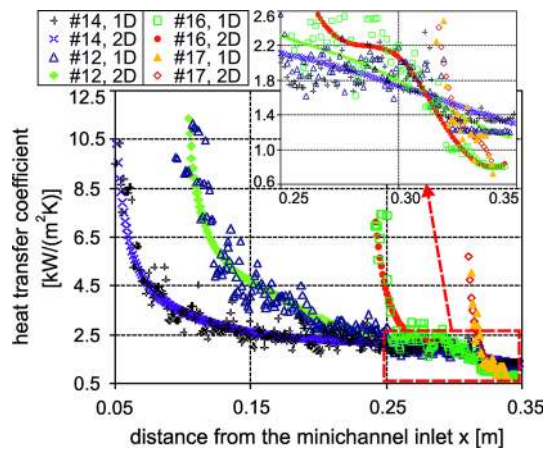 #14, 1D #16, 1D
#14, 2D #16, 2D
#12, 1D #17, 1D
#12, 2D #17, 2D
2.6
2.2
1.8
1.4
1.0
0.6
0.25 0.30 0.35
12.5
10.5
8.5
6.5
4.5
2.5
0.5
0.05 0.15 0.25 0.35
heat transfer coefficient
[kW/(m²K)]
distance from the minichannel inlet x [m]